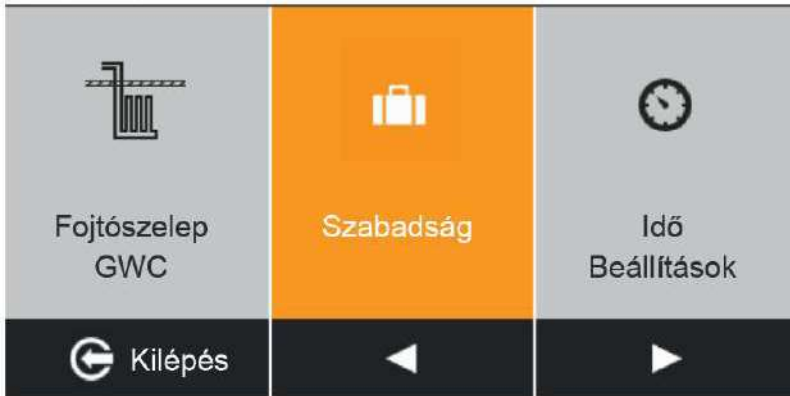 Fojtószelep
GWC
Szabadság
Idő
Beállítások
Kilépés